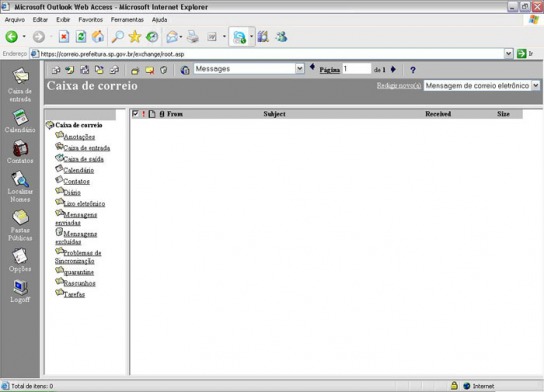 Microsoft Outlook Web Access - Microsoft Internet Explorer
Arquivo Editar Exibir Favoritos Ferramentas Ajuda
Endereço https://correio.prefeitura.sp.gov.br/exchange/root.asp Ir
Messages Página 1 de 1
Caixa de correio Redigir novo(a) Mensagem de correio eletrônico
Caixa de
entrada
Calendário
Contatos
Localizar
Nomes
Pastas
Públicas
Opções
Logoff
Caixa de correio
Anotações
Caixa de entrada
Caixa de saída
Calendário
Contatos
Diário
Lixo eletrônico
Mensagens
enviadas
Mensagens
excluídas
Problemas de
Sincronização
quarantine
Rascunhos
Tarefas
! From Subject Received Size
Total de itens: 0 Internet